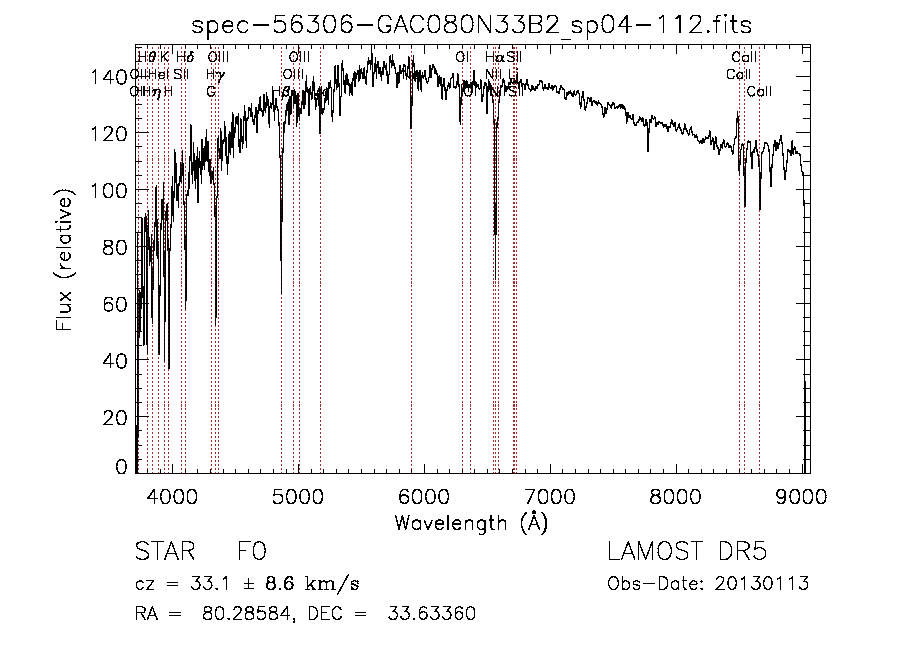 spec-56306-GAC080N33B2_sp04-112.fits
Hθ K Hδ OIII OIII OI Hα SII CaII
OII HeI SII Hγ OIII NII CaII
OII Hη H G Hβ OI NII SII CaII
140
120
100
80
60
40
20
0
Flux (relative)
4000 5000 6000 7000 8000 9000
Wavelength (Å)
STAR F0 LAMOST DR5
cz = 33.1 ± 8.6 km/s Obs-Date: 20130113
RA = 80.28584, DEC = 33.63360